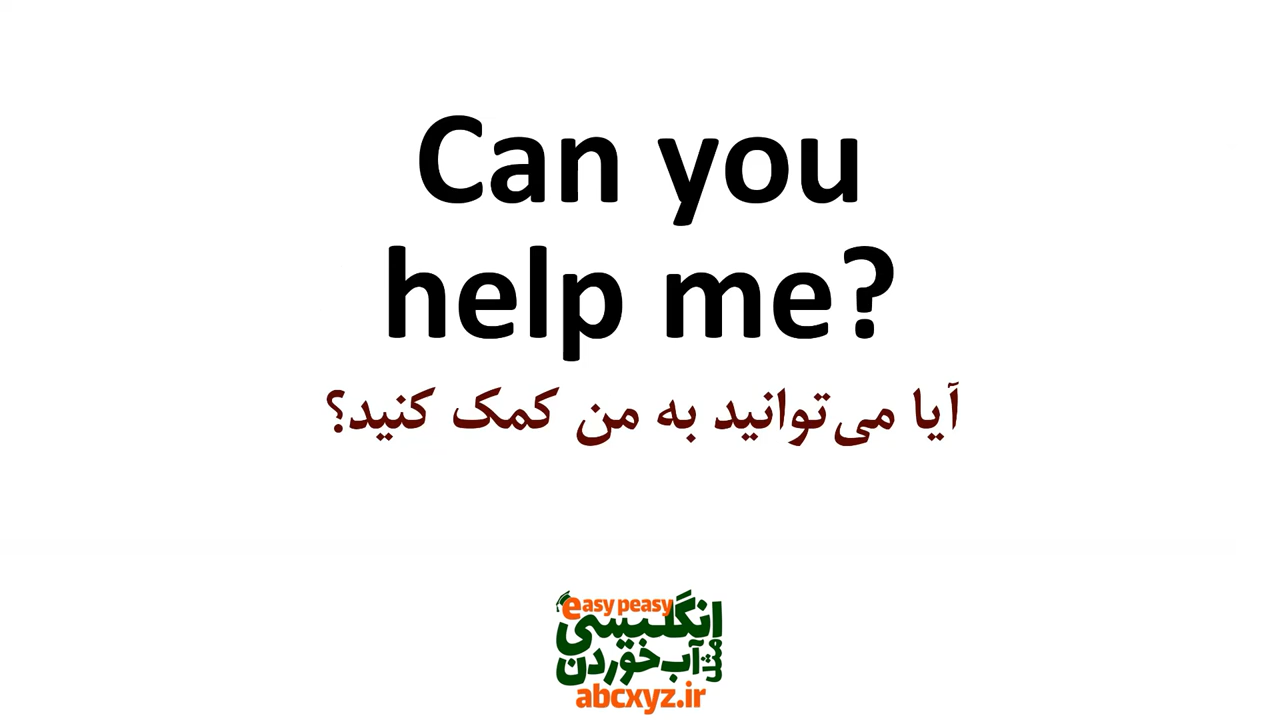 Can you
help me?
آیا می‌توانید به من کمک کنید؟
easy peasy
انگلیسی
مثل آب خوردن
abcxyz.ir